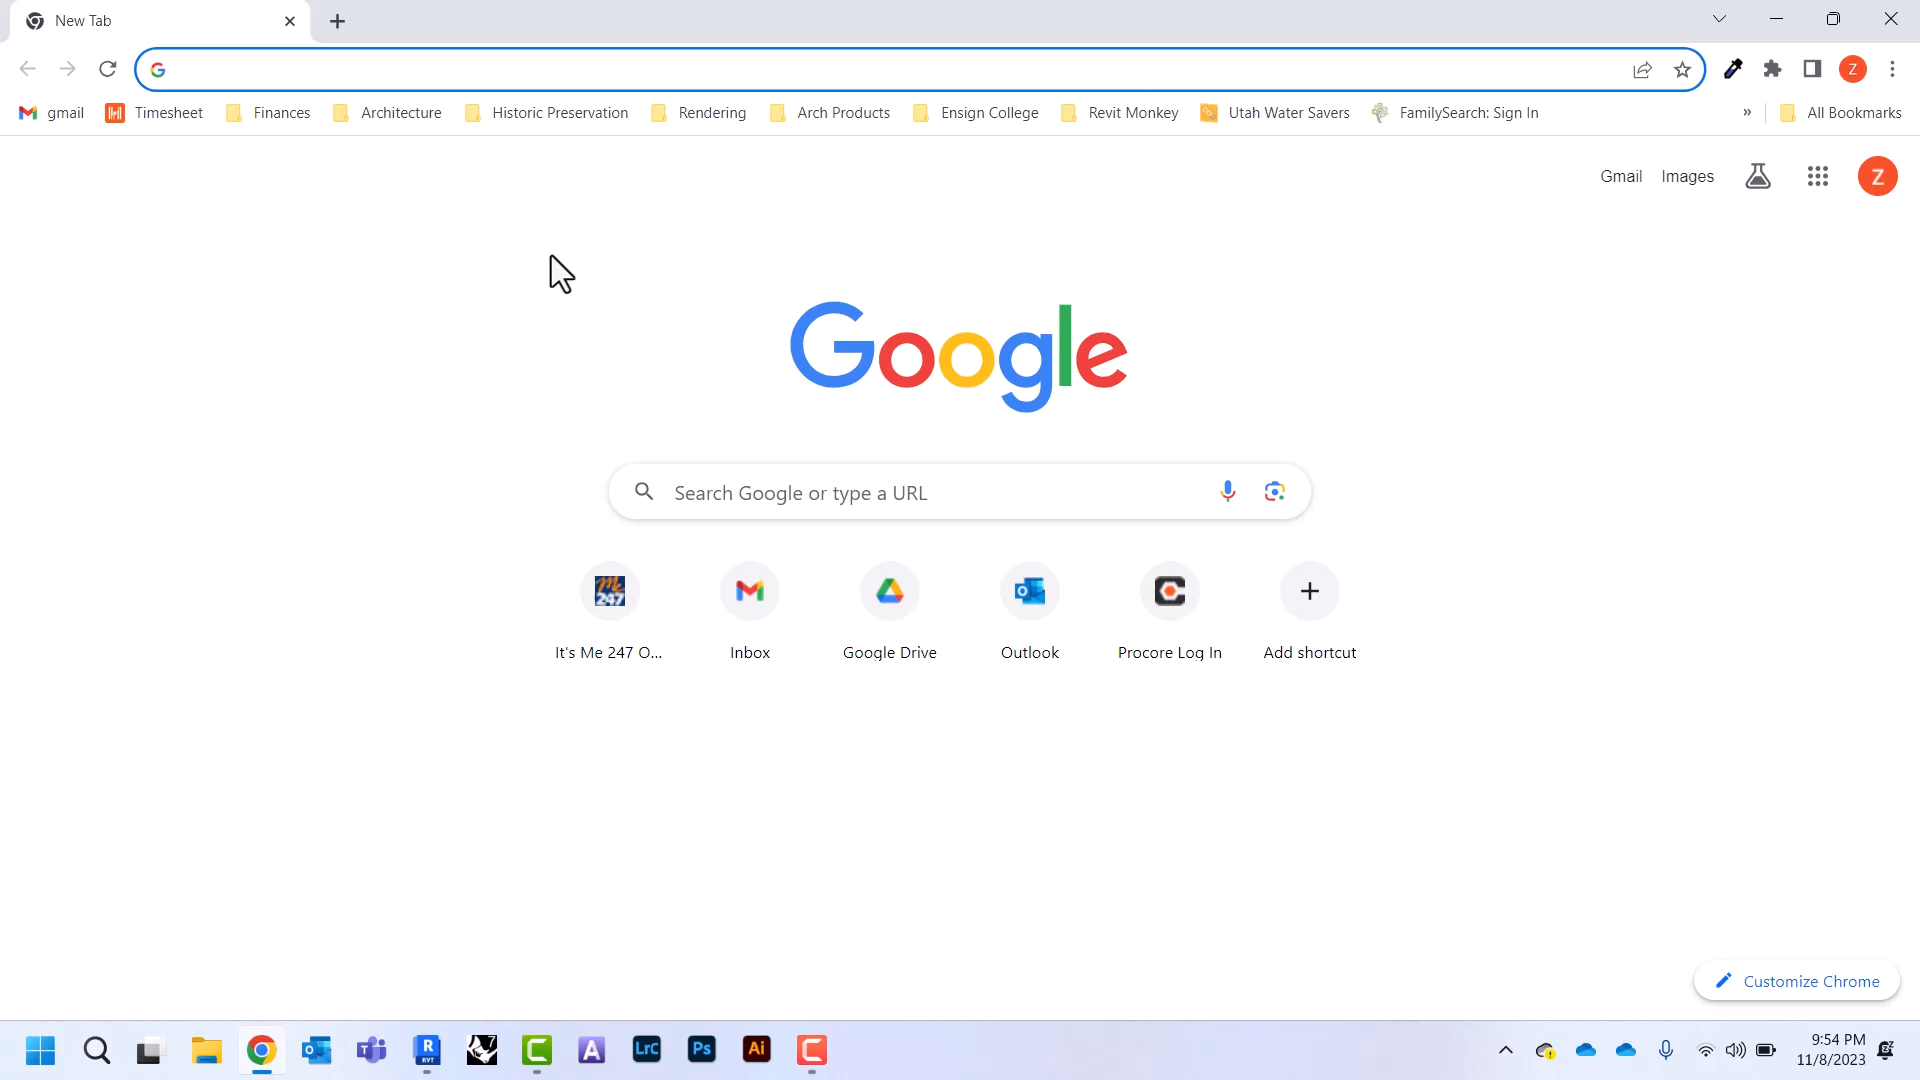 New Tab
gmail Timesheet Finances Architecture Historic Preservation Rendering Arch Products Ensign College Revit Monkey Utah Water Savers FamilySearch: Sign In » All Bookmarks
Gmail Images Z
Google
Search Google or type a URL
It's Me 247 O... Inbox Google Drive Outlook Procore Log In Add shortcut
Customize Chrome
9:54 PM
11/8/2023